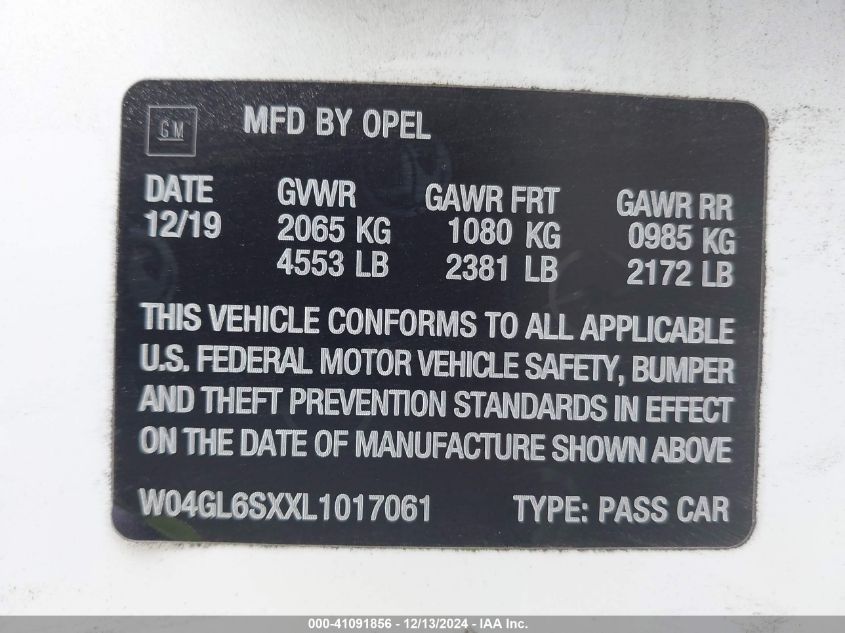 GM MFD BY OPEL
DATE GVWR GAWR FRT GAWR RR
12/19 2065 KG 1080 KG 0985 KG
4553 LB 2381 LB 2172 LB
THIS VEHICLE CONFORMS TO ALL APPLICABLE
U.S. FEDERAL MOTOR VEHICLE SAFETY, BUMPER
AND THEFT PREVENTION STANDARDS IN EFFECT
ON THE DATE OF MANUFACTURE SHOWN ABOVE
W04GL6SXXL1017061 TYPE: PASS CAR
000-41091856 - 12/13/2024 - IAA Inc.